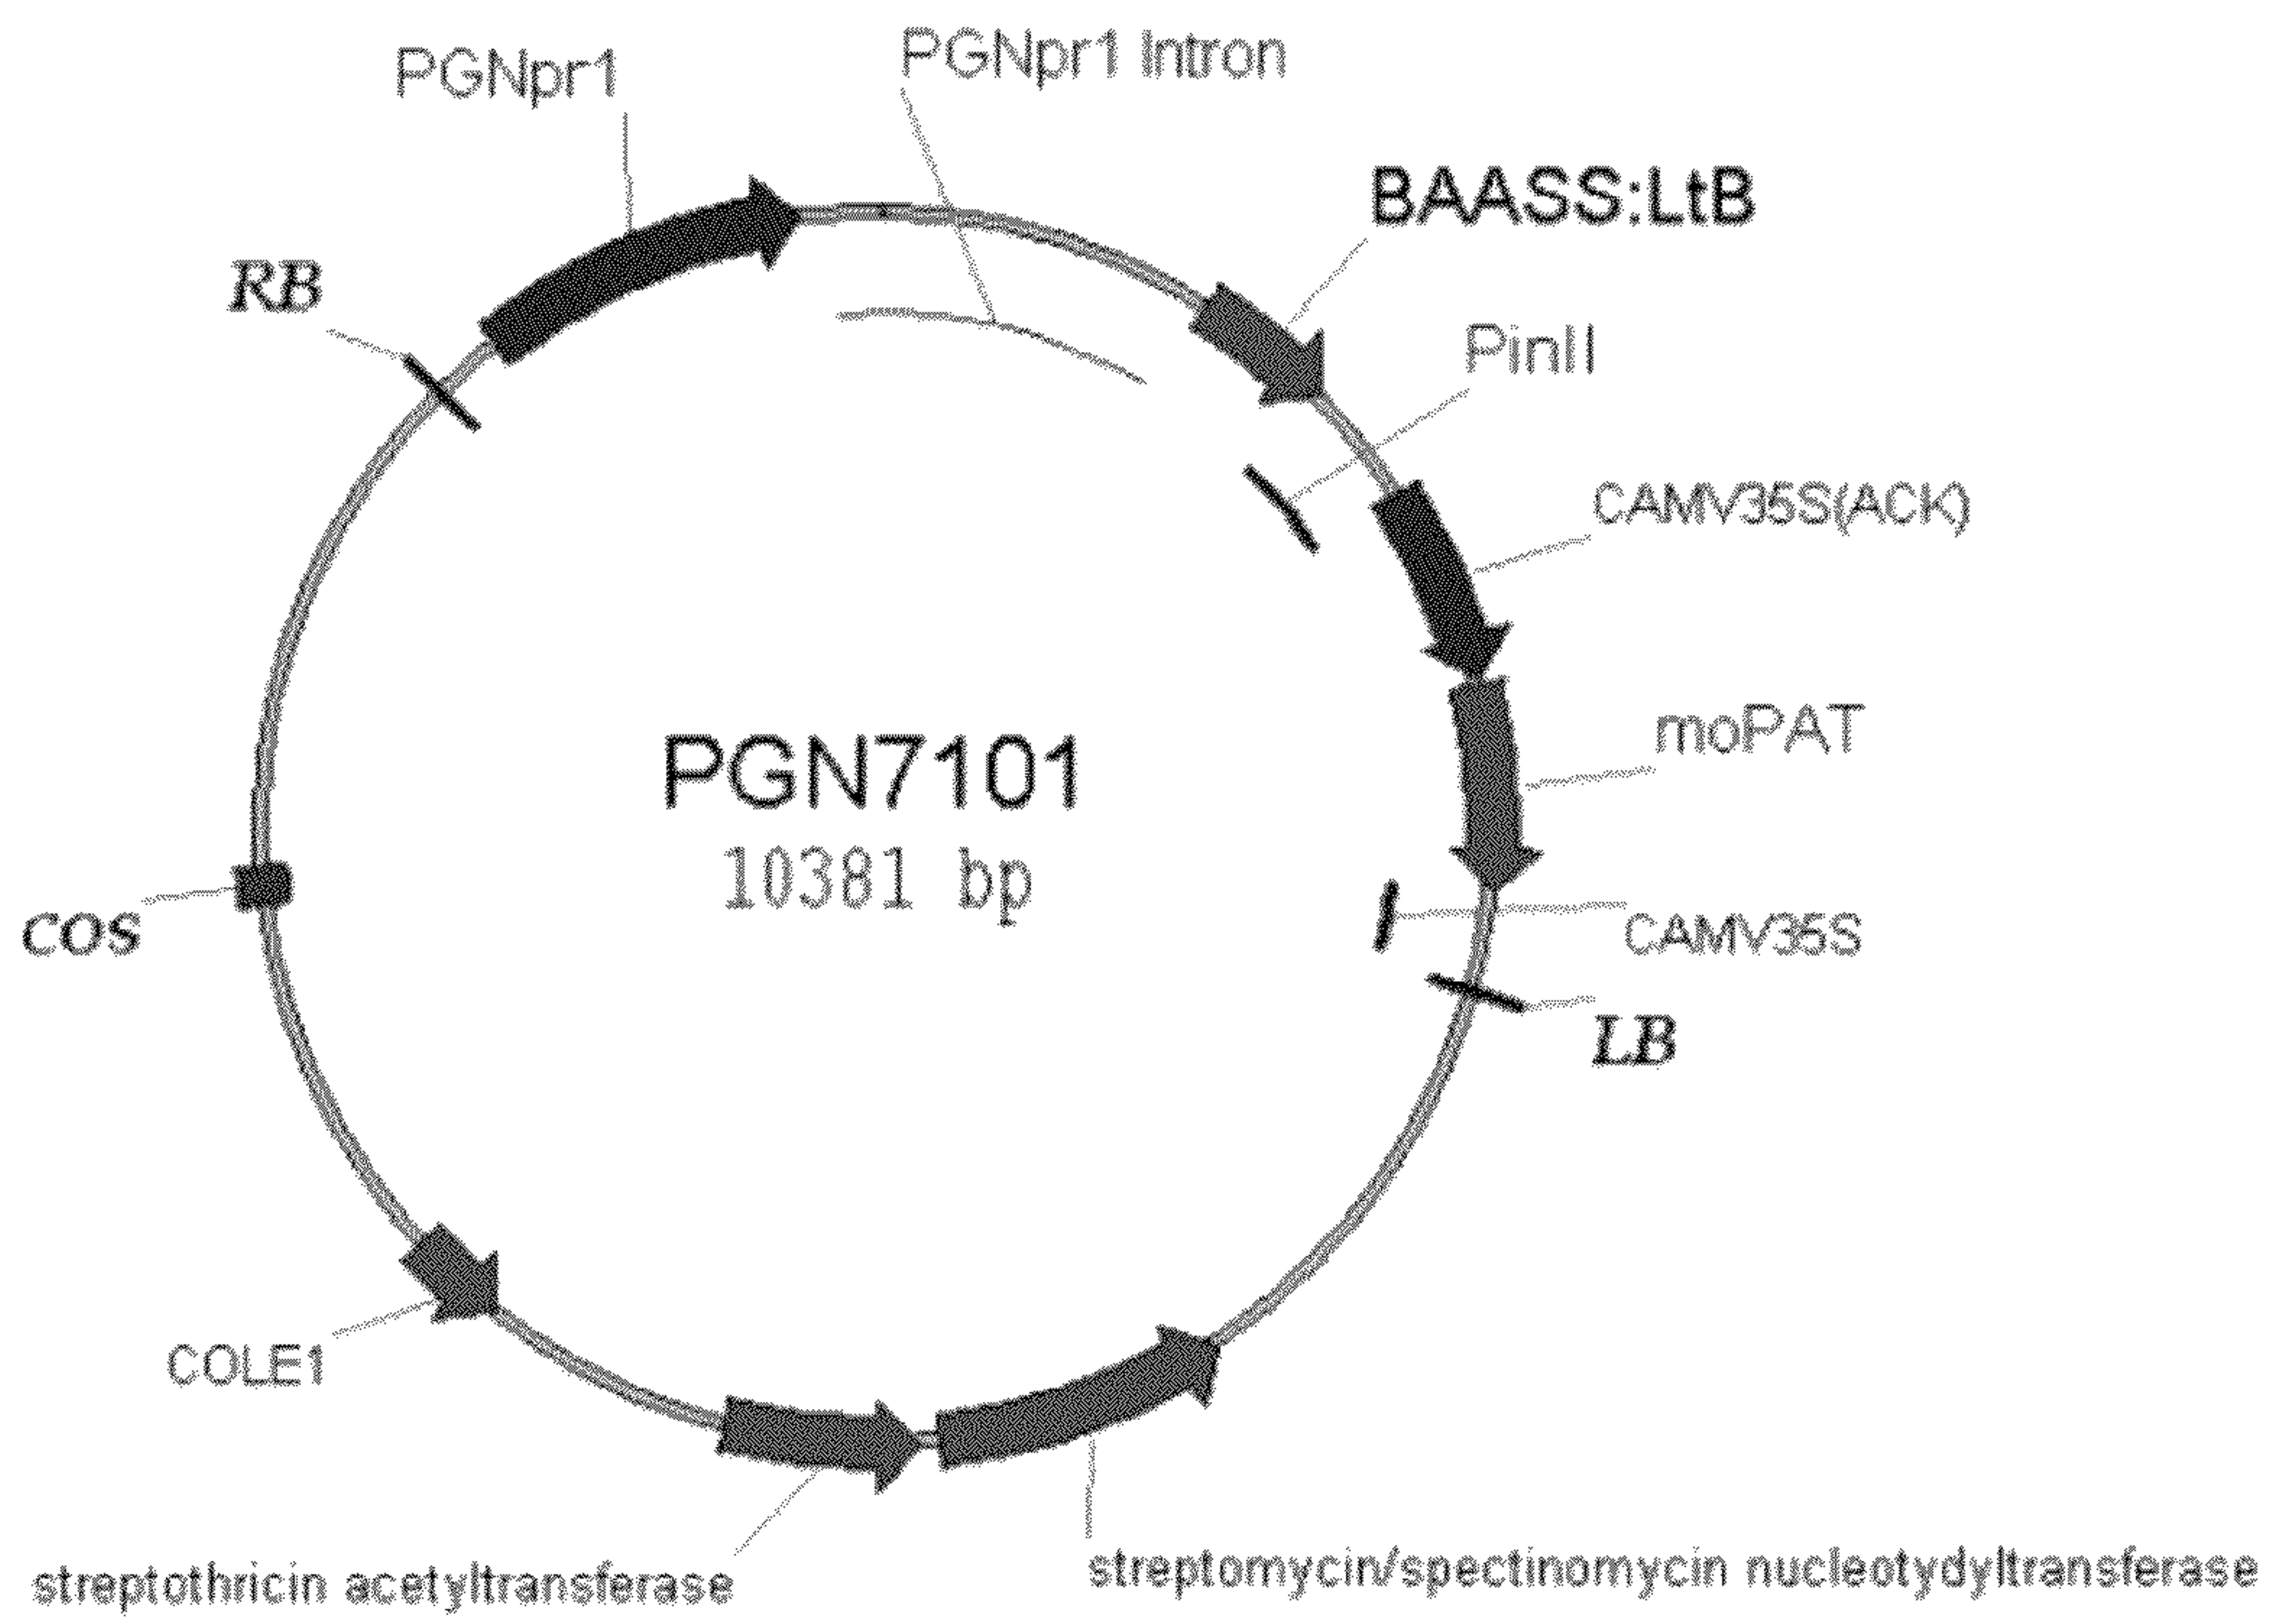 PGNpr1
PGNpr1 Intron
BAASS:LtB
RB
PinII
CAMV35S(ACK)
moPAT
PGN7101
10381 bp
cos
CAMV35S
LB
COLE1
streptothricin acetyltransferase
streptomycin/spectinomycin nucleotydyltransferase